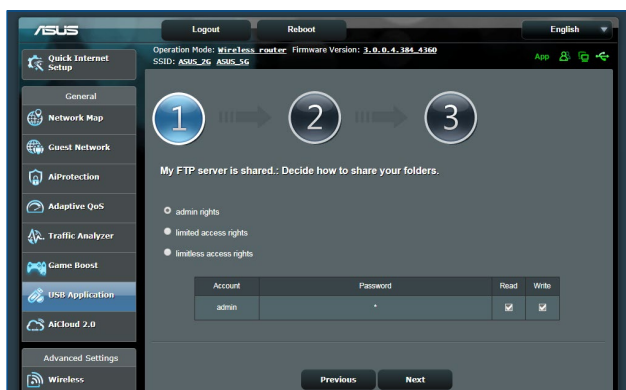 ASUS
Logout
Reboot
English
Operation Mode: Wireless router Firmware Version: 3.0.0.4.384_4360
SSID: ASUS_2G ASUS_5G
App
Quick Internet
Setup
General
Network Map
Guest Network
AiProtection
Adaptive QoS
Traffic Analyzer
Game Boost
USB Application
AiCloud 2.0
Advanced Settings
Wireless
1
2
3
My FTP server is shared.: Decide how to share your folders.
admin rights
limited access rights
limitless access rights
Account Password Read Write
admin *
Previous
Next